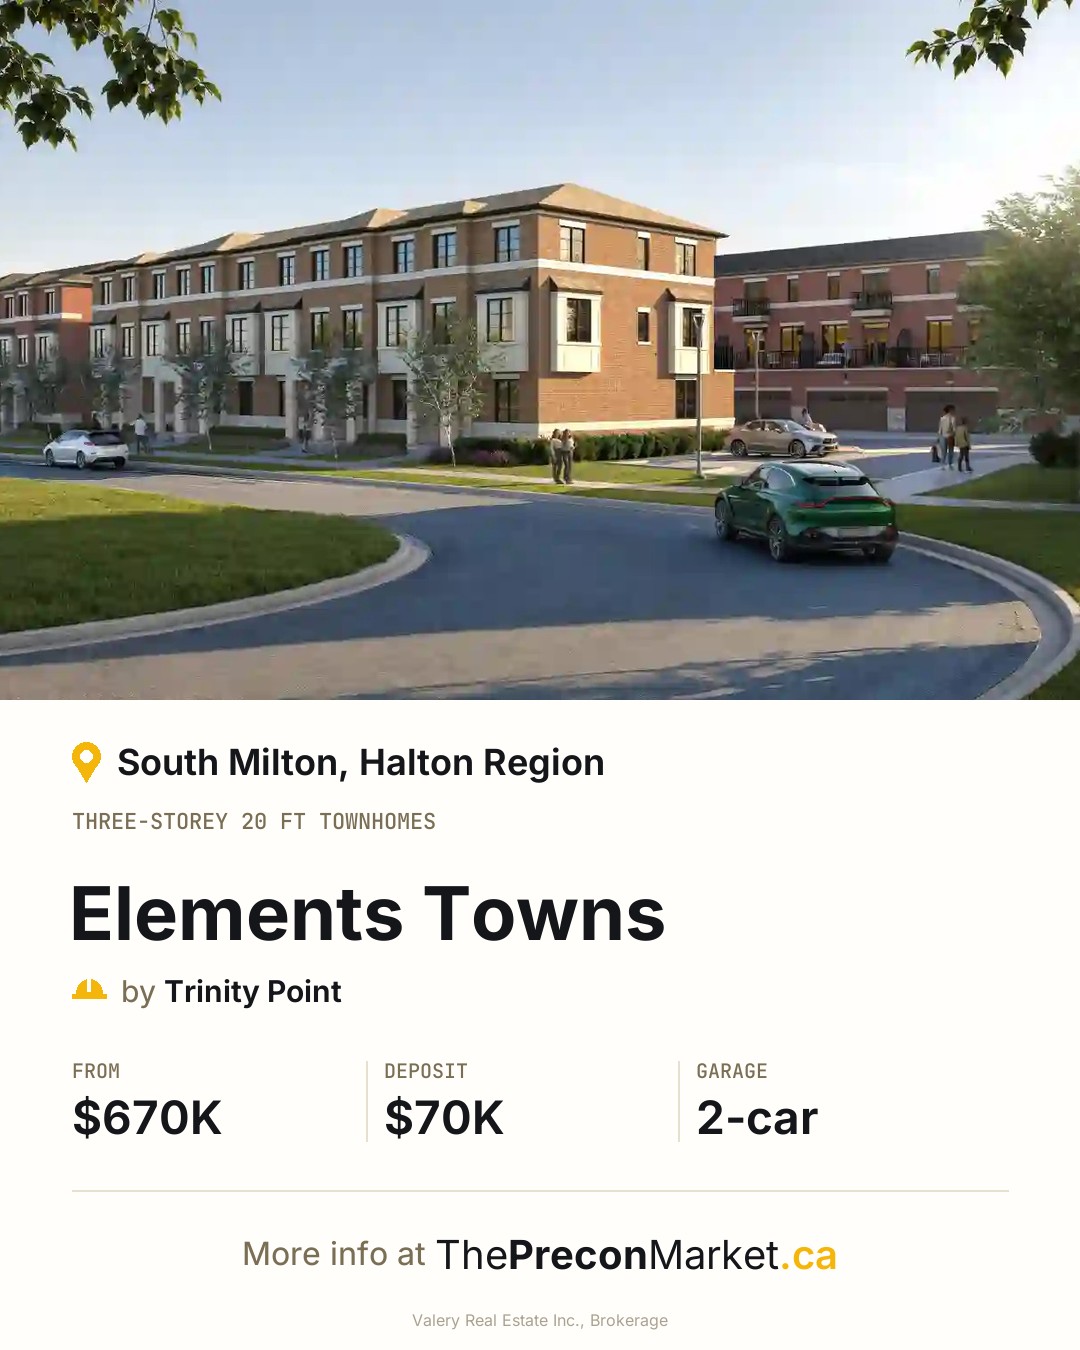 South Milton, Halton Region
THREE-STOREY 20 FT TOWNHOMES
Elements Towns
by Trinity Point
FROM
$670K
DEPOSIT
$70K
GARAGE
2-car
More info at ThePreconMarket.ca
Valery Real Estate Inc., Brokerage